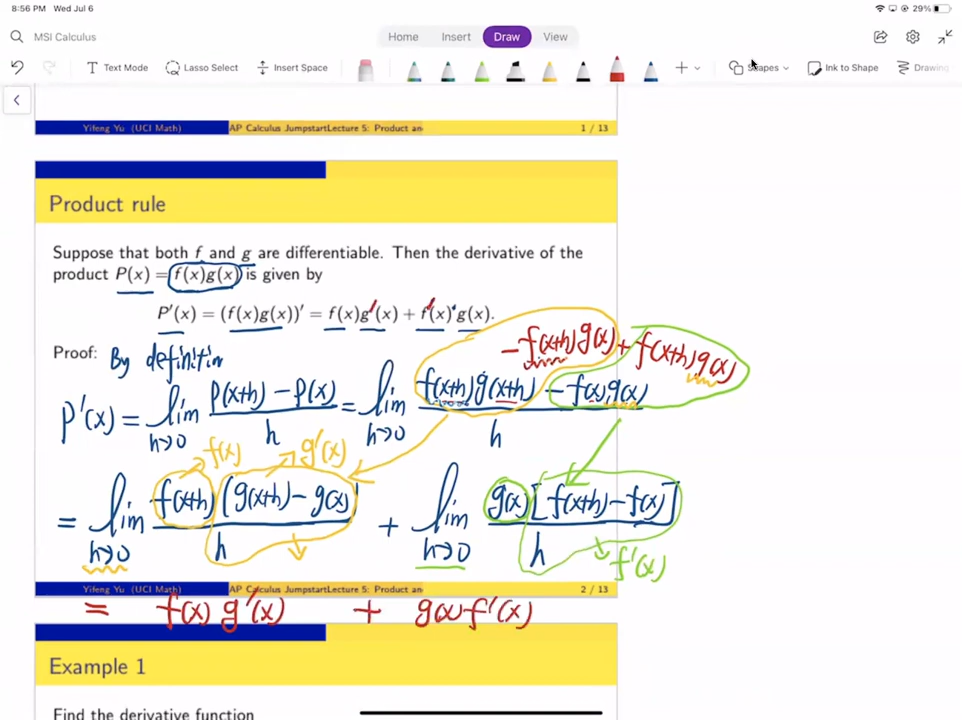 8:56 PM Wed Jul 6 29%
MSI Calculus Home Insert Draw View
Text Mode Lasso Select Insert Space Shapes Ink to Shape Drawing
Yifeng Yu (UCI Math) AP Calculus JumpstartLecture 5: Product an 1 / 13
Product rule
Suppose that both f and g are differentiable. Then the derivative of the
product P(x) = f(x)g(x) is given by
P′(x) = (f(x)g(x))′ = f(x)g′(x) + f′(x)g(x).
−f(x+h)g(x) + f(x+h)g(x)
Proof: By definition
P′(x) = lim h→0 P(x+h) − P(x) / h = lim h→0 f(x+h)g(x+h) − f(x)g(x) / h
f(x) g′(x)
= lim h→0 f(x+h) (g(x+h) − g(x)) / h + lim h→0 g(x) [f(x+h) − f(x)] / h
f′(x)
Yifeng Yu (UCI Math) AP Calculus JumpstartLecture 5: Product an 2 / 13
= f(x) g′(x) + g(x) f′(x)
Example 1
Find the derivative function